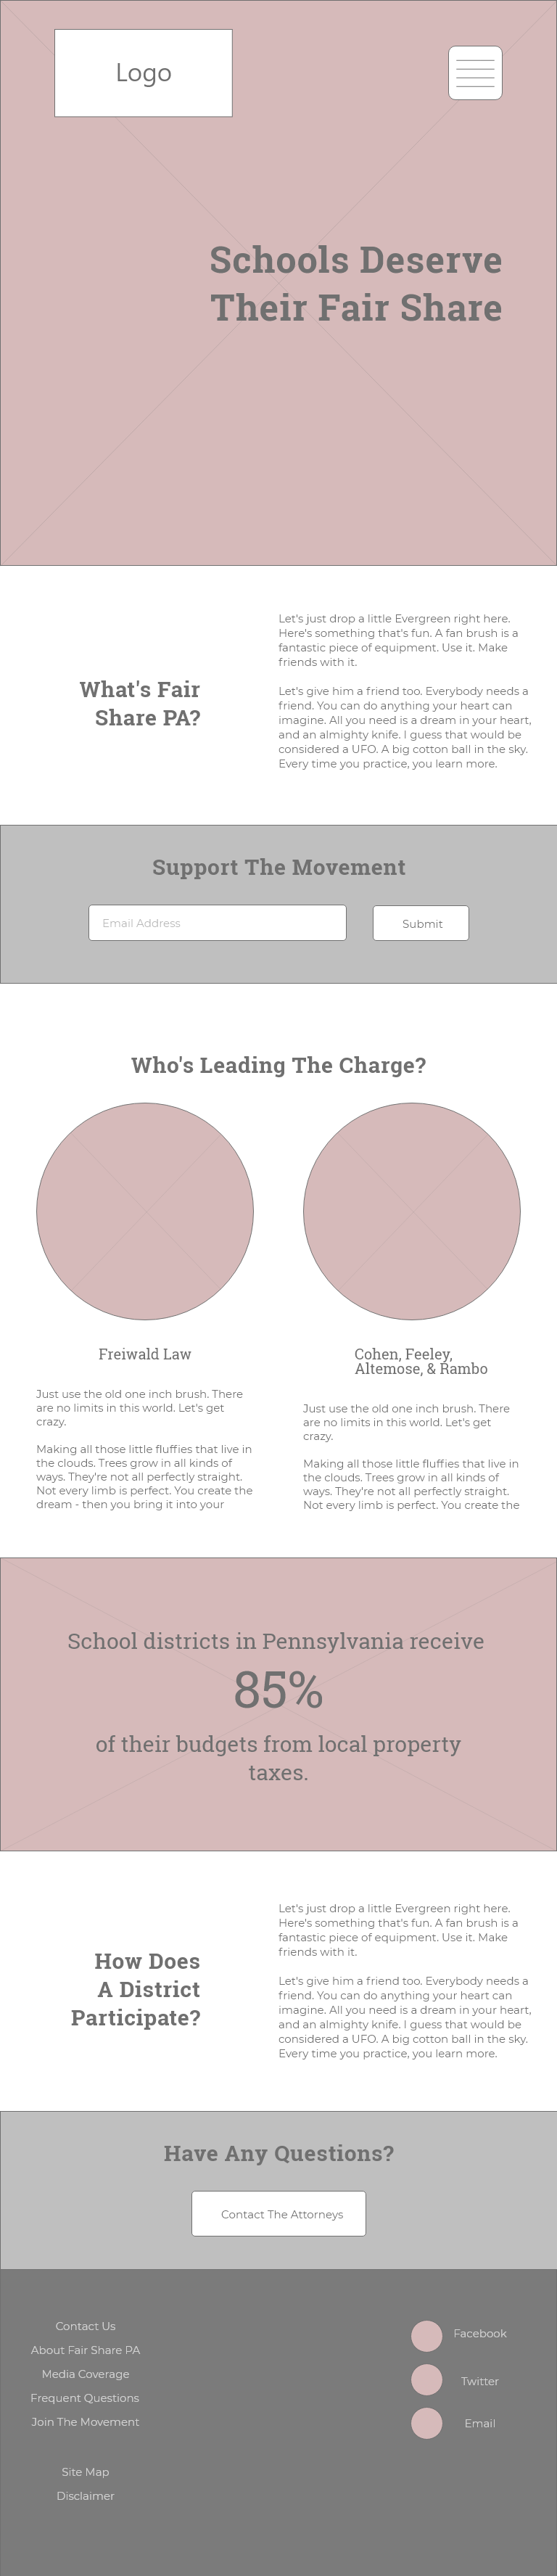 Logo
Schools Deserve
Their Fair Share
What's Fair
Share PA?
Let's just drop a little Evergreen right here.
Here's something that's fun. A fan brush is a
fantastic piece of equipment. Use it. Make
friends with it.
Let's give him a friend too. Everybody needs a
friend. You can do anything your heart can
imagine. All you need is a dream in your heart,
and an almighty knife. I guess that would be
considered a UFO. A big cotton ball in the sky.
Every time you practice, you learn more.
Support The Movement
Email Address
Submit
Who's Leading The Charge?
Freiwald Law
Just use the old one inch brush. There
are no limits in this world. Let's get
crazy.
Making all those little fluffies that live in
the clouds. Trees grow in all kinds of
ways. They're not all perfectly straight.
Not every limb is perfect. You create the
dream - then you bring it into your
Cohen, Feeley,
Altemose, & Rambo
Just use the old one inch brush. There
are no limits in this world. Let's get
crazy.
Making all those little fluffies that live in
the clouds. Trees grow in all kinds of
ways. They're not all perfectly straight.
Not every limb is perfect. You create the
School districts in Pennsylvania receive
85%
of their budgets from local property
taxes.
How Does
A District
Participate?
Let's just drop a little Evergreen right here.
Here's something that's fun. A fan brush is a
fantastic piece of equipment. Use it. Make
friends with it.
Let's give him a friend too. Everybody needs a
friend. You can do anything your heart can
imagine. All you need is a dream in your heart,
and an almighty knife. I guess that would be
considered a UFO. A big cotton ball in the sky.
Every time you practice, you learn more.
Have Any Questions?
Contact The Attorneys
Contact Us
About Fair Share PA
Media Coverage
Frequent Questions
Join The Movement
Site Map
Disclaimer
Facebook
Twitter
Email